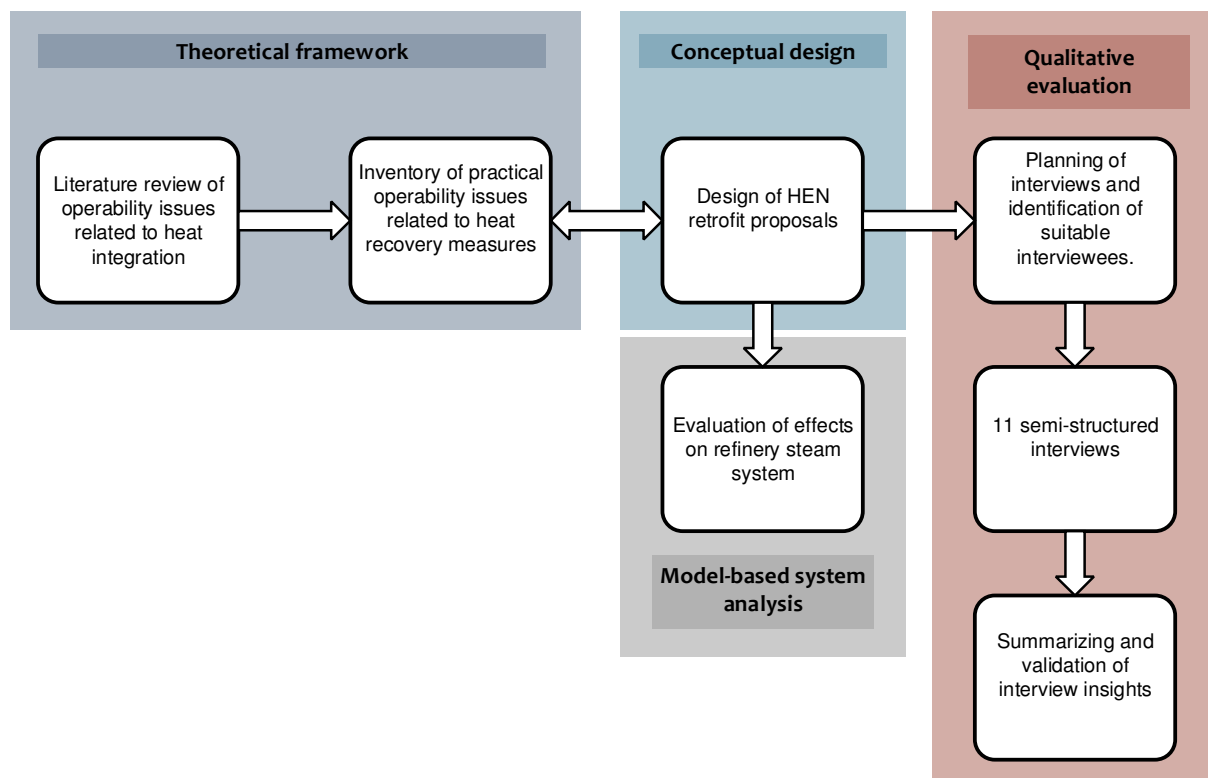 Theoretical framework
Literature review of
operability issues
related to heat
integration
Inventory of practical
operability issues
related to heat
recovery measures
Conceptual design
Design of HEN
retrofit proposals
Evaluation of effects
on refinery steam
system
Model-based system
analysis
Qualitative
evaluation
Planning of
interviews and
identification of
suitable
interviewees.
11 semi-structured
interviews
Summarizing and
validation of
interview insights